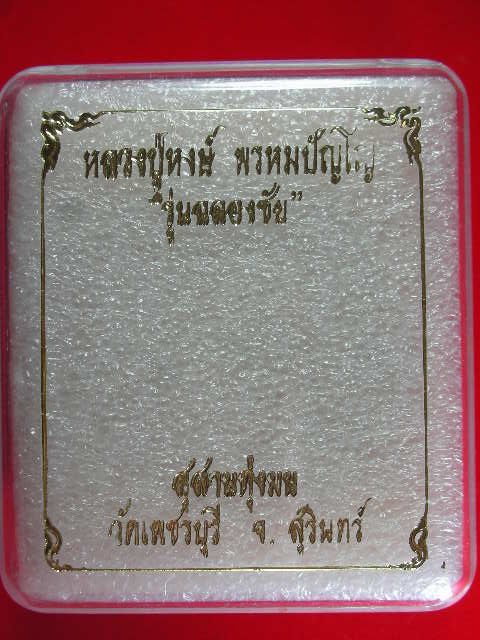 หลวงปู่หงษ์ พรหมปัญโญ
"รุ่นฉลองชัย"
สุสานทุ่งมน
วัดเพชรบุรี จ. สุรินทร์